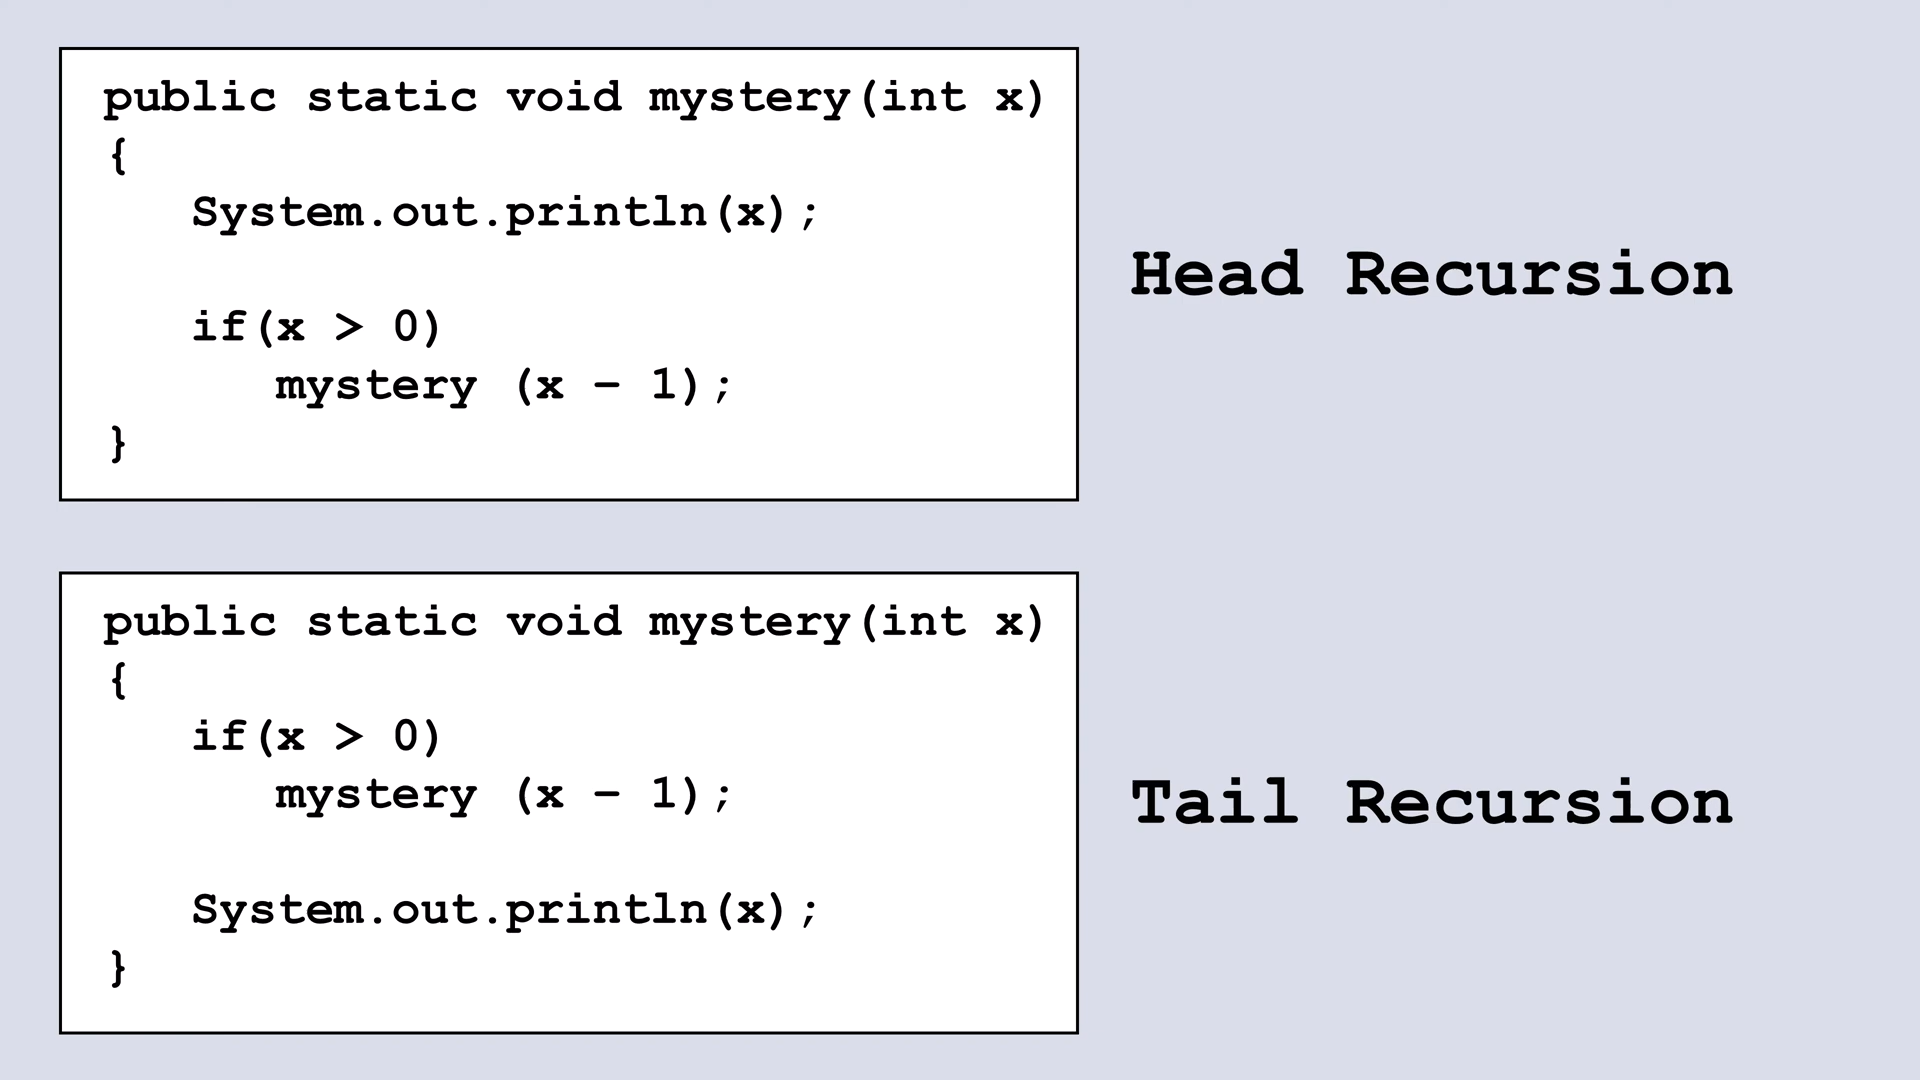 public static void mystery(int x)
{
System.out.println(x);
if(x > 0)
mystery (x – 1);
}
Head Recursion
public static void mystery(int x)
{
if(x > 0)
mystery (x – 1);
System.out.println(x);
}
Tail Recursion